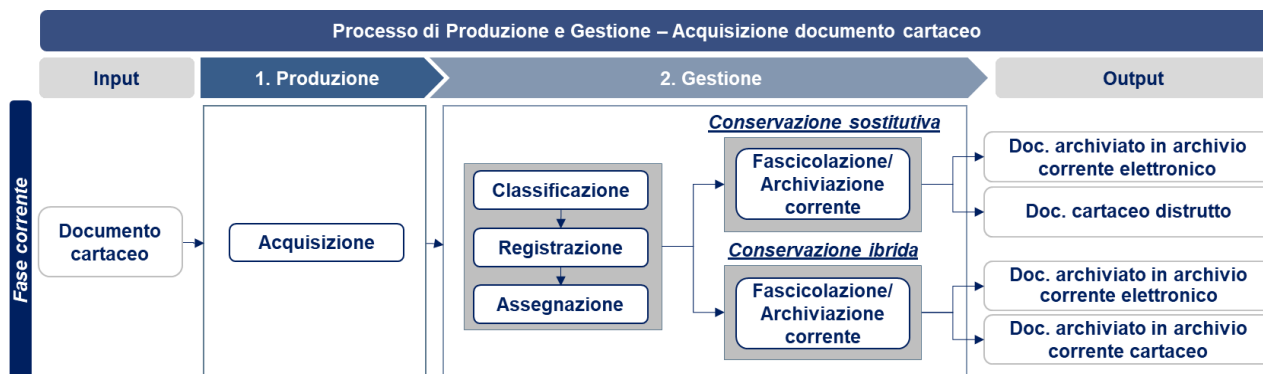 Processo di Produzione e Gestione – Acquisizione documento cartaceo
Input
1. Produzione
2. Gestione
Output
Fase corrente
Documento
cartaceo
Acquisizione
Classificazione
Registrazione
Assegnazione
Conservazione sostitutiva
Fascicolazione/
Archiviazione
corrente
Conservazione ibrida
Fascicolazione/
Archiviazione
corrente
Doc. archiviato in archivio
corrente elettronico
Doc. cartaceo distrutto
Doc. archiviato in archivio
corrente elettronico
Doc. archiviato in archivio
corrente cartaceo